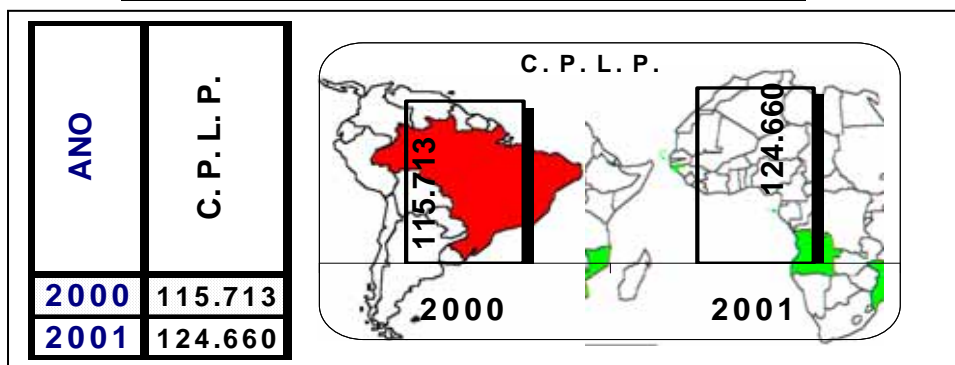 ANO C. P. L. P.
2000 115.713
2001 124.660
C. P. L. P.
115.713 124.660
2000 2001